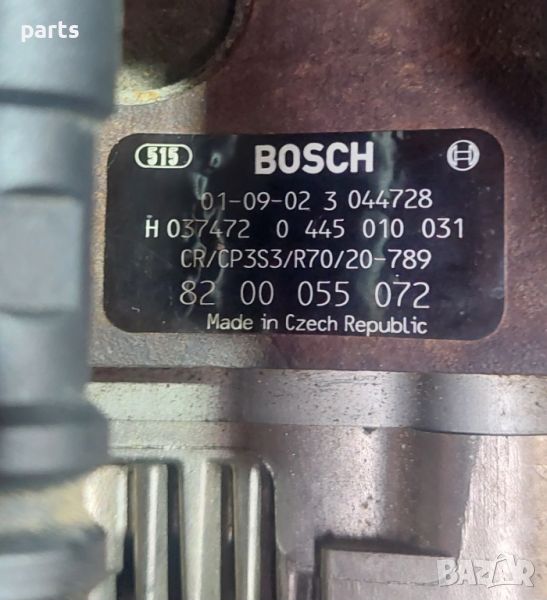 parts
515 BOSCH
01-09-02 3 044728
H 037472 0 445 010 031
CR/CP3S3/R70/20-789
82 00 055 072
Made in Czech Republic
BAZAR